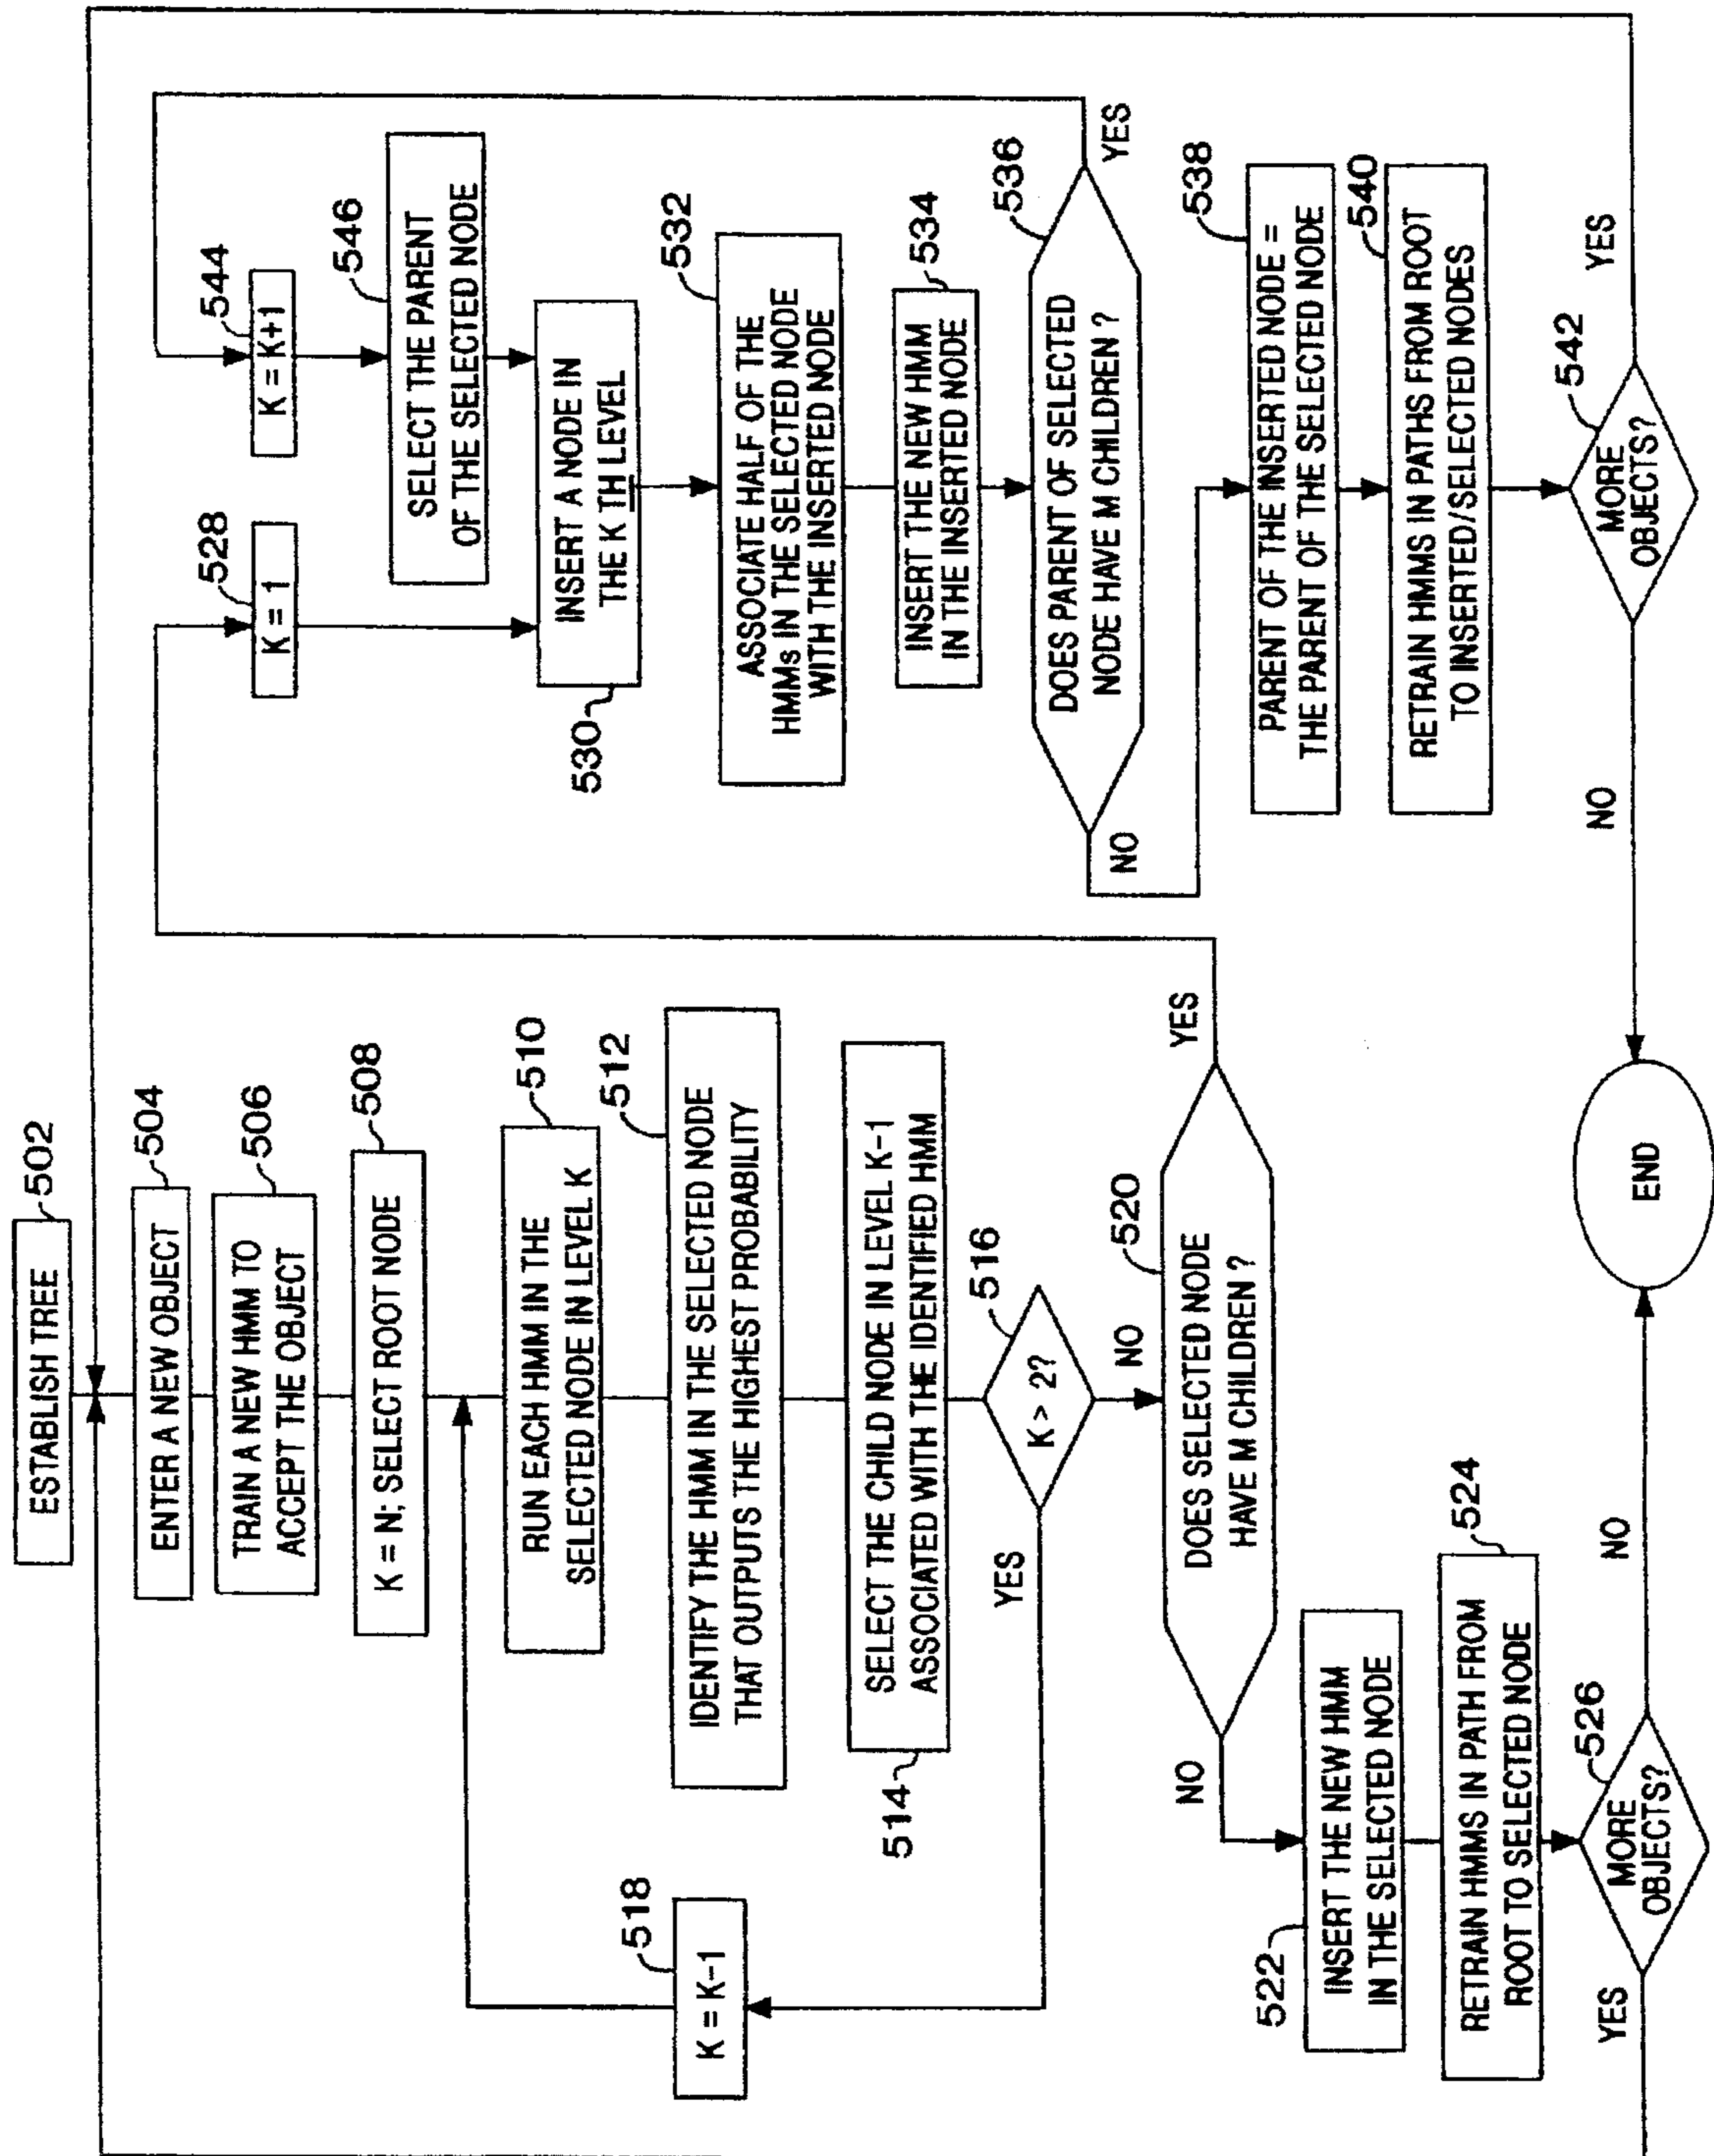 ESTABLISH TREE
502
ENTER A NEW OBJECT
504
TRAIN A NEW HMM TO
ACCEPT THE OBJECT
506
K = N; SELECT ROOT NODE
508
RUN EACH HMM IN THE
SELECTED NODE IN LEVEL K
510
IDENTIFY THE HMM IN THE SELECTED NODE
THAT OUTPUTS THE HIGHEST PROBABILITY
512
SELECT THE CHILD NODE IN LEVEL K-1
ASSOCIATED WITH THE IDENTIFIED HMM
514
K > 2?
516
YES
NO
K = K-1
518
DOES SELECTED NODE
HAVE M CHILDREN ?
520
NO
YES
INSERT THE NEW HMM
IN THE SELECTED NODE
522
RETRAIN HMMS IN PATH FROM
ROOT TO SELECTED NODE
524
MORE
OBJECTS?
526
YES
NO
END
K = 1
528
K = K+1
544
SELECT THE PARENT
OF THE SELECTED NODE
546
INSERT A NODE IN
THE K TH LEVEL
530
ASSOCIATE HALF OF THE
HMMs IN THE SELECTED NODE
WITH THE INSERTED NODE
532
INSERT THE NEW HMM
IN THE INSERTED NODE
534
DOES PARENT OF SELECTED
NODE HAVE M CHILDREN ?
536
NO
YES
PARENT OF THE INSERTED NODE =
THE PARENT OF THE SELECTED NODE
538
RETRAIN HMMS IN PATHS FROM ROOT
TO INSERTED/SELECTED NODES
540
MORE
OBJECTS?
542
NO
YES